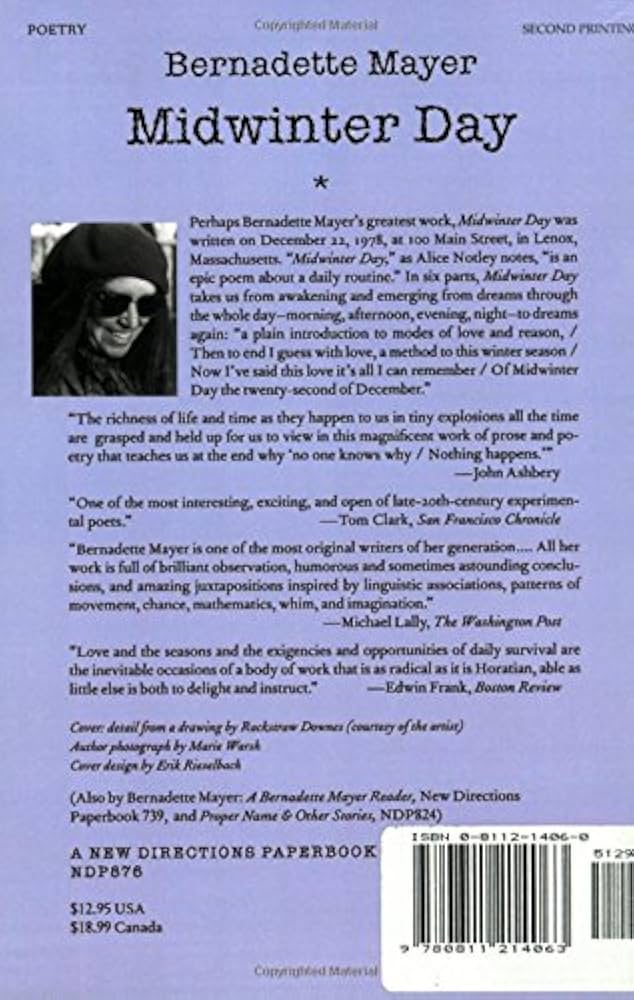 Copyrighted Material
POETRY
SECOND PRINTING
Bernadette Mayer
Midwinter Day
*
Perhaps Bernadette Mayer's greatest work, Midwinter Day was
written on December 22, 1978, at 100 Main Street, in Lenox,
Massachusetts. "Midwinter Day," as Alice Notley notes, "is an
epic poem about a daily routine." In six parts, Midwinter Day
takes us from awakening and emerging from dreams through
the whole day—morning, afternoon, evening, night—to dreams
again: "a plain introduction to modes of love and reason, /
Then to end I guess with love, a method to this winter season /
Now I've said this love it's all I can remember / Of Midwinter
Day the twenty-second of December."
"The richness of life and time as they happen to us in tiny explosions all the time
are grasped and held up for us to view in this magnificent work of prose and po-
etry that teaches us at the end why 'no one knows why / Nothing happens.'"
—John Ashbery
"One of the most interesting, exciting, and open of late-20th-century experimen-
tal poets." —Tom Clark, San Francisco Chronicle
"Bernadette Mayer is one of the most original writers of her generation.... All her
work is full of brilliant observation, humorous and sometimes astounding conclu-
sions, and amazing juxtapositions inspired by linguistic associations, patterns of
movement, chance, mathematics, whim, and imagination."
—Michael Lally, The Washington Post
"Love and the seasons and the exigencies and opportunities of daily survival are
the inevitable occasions of a body of work that is as radical as it is Horatian, able as
little else is both to delight and instruct." —Edwin Frank, Boston Review
Cover: detail from a drawing by Rackstraw Downes (courtesy of the artist)
Author photograph by Marie Warsh
Cover design by Erik Rieselbach
(Also by Bernadette Mayer: A Bernadette Mayer Reader, New Directions
Paperbook 739, and Proper Name & Other Stories, NDP824)
A NEW DIRECTIONS PAPERBOOK
NDP876
$12.95 USA
$18.99 Canada
ISBN 0-8112-1406-0
5129
9 780811 214063
Copyrighted Material